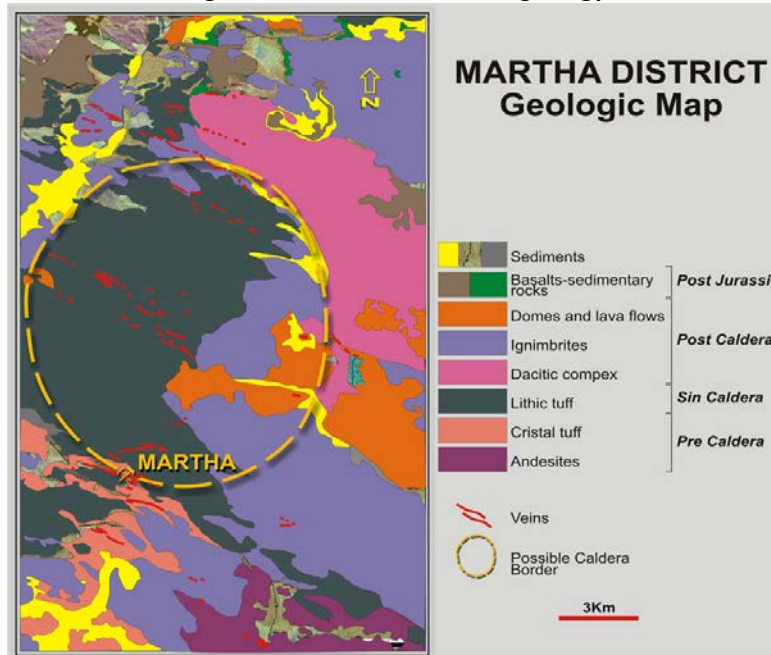 MARTHA DISTRICT
Geologic Map
N
Sediments
Basalts-sedimentary
rocks
Post Jurassi
Domes and lava flows
Ignimbrites
Post Caldera
Dacitic compex
Lithic tuff
Sin Caldera
Cristal tuff
Pre Caldera
Andesites
MARTHA
Veins
Possible Caldera
Border
3Km